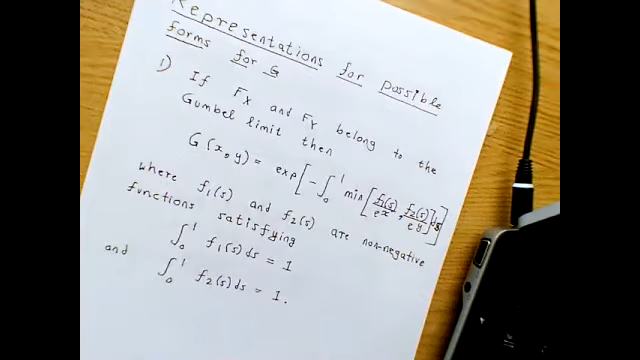 Representations for possible
forms for G
1) If Fx and FY belong to the
Gumbel limit then
G(x,y) = exp[-∫₀¹ min[f₁(s)/eˣ, f₂(s)/eʸ] ds]
where f₁(s) and f₂(s) are non-negative
functions satisfying
∫₀¹ f₁(s) ds = 1
and ∫₀¹ f₂(s) ds = 1.